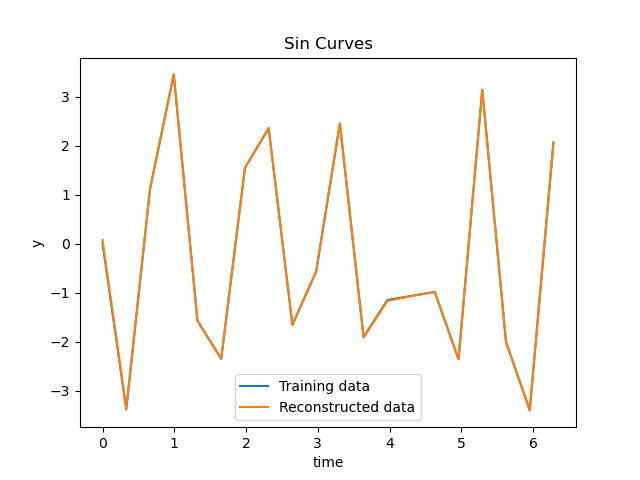 Sin Curves
3
2
1
0
−1
−2
−3
y
0 1 2 3 4 5 6
time
Training data
Reconstructed data